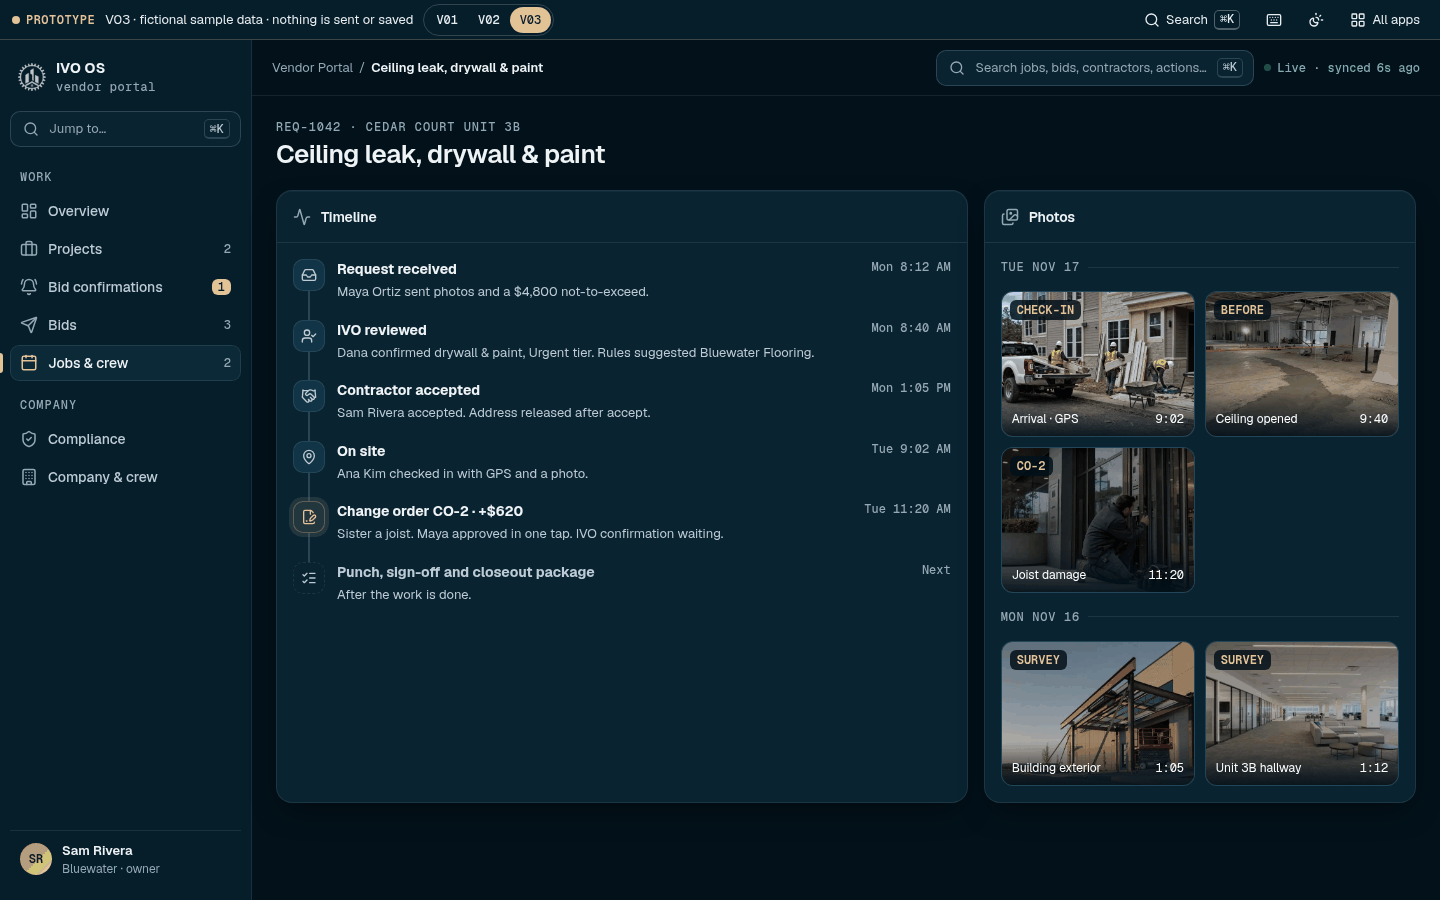 PROTOTYPE V03 · fictional sample data · nothing is sent or saved V01 V02 V03 Search ⌘K All apps
IVO OS
vendor portal
Jump to… ⌘K
WORK
Overview
Projects 2
Bid confirmations 1
Bids 3
Jobs & crew 2
COMPANY
Compliance
Company & crew
SR Sam Rivera
Bluewater · owner
Vendor Portal / Ceiling leak, drywall & paint
Search jobs, bids, contractors, actions… ⌘K
Live · synced 6s ago
REQ-1042 · CEDAR COURT UNIT 3B
Ceiling leak, drywall & paint
Timeline
Request received Mon 8:12 AM
Maya Ortiz sent photos and a $4,800 not-to-exceed.
IVO reviewed Mon 8:40 AM
Dana confirmed drywall & paint, Urgent tier. Rules suggested Bluewater Flooring.
Contractor accepted Mon 1:05 PM
Sam Rivera accepted. Address released after accept.
On site Tue 9:02 AM
Ana Kim checked in with GPS and a photo.
Change order CO-2 · +$620 Tue 11:20 AM
Sister a joist. Maya approved in one tap. IVO confirmation waiting.
Punch, sign-off and closeout package Next
After the work is done.
Photos
TUE NOV 17
CHECK-IN
Arrival · GPS 9:02
BEFORE
Ceiling opened 9:40
CO-2
Joist damage 11:20
MON NOV 16
SURVEY
Building exterior 1:05
SURVEY
Unit 3B hallway 1:12